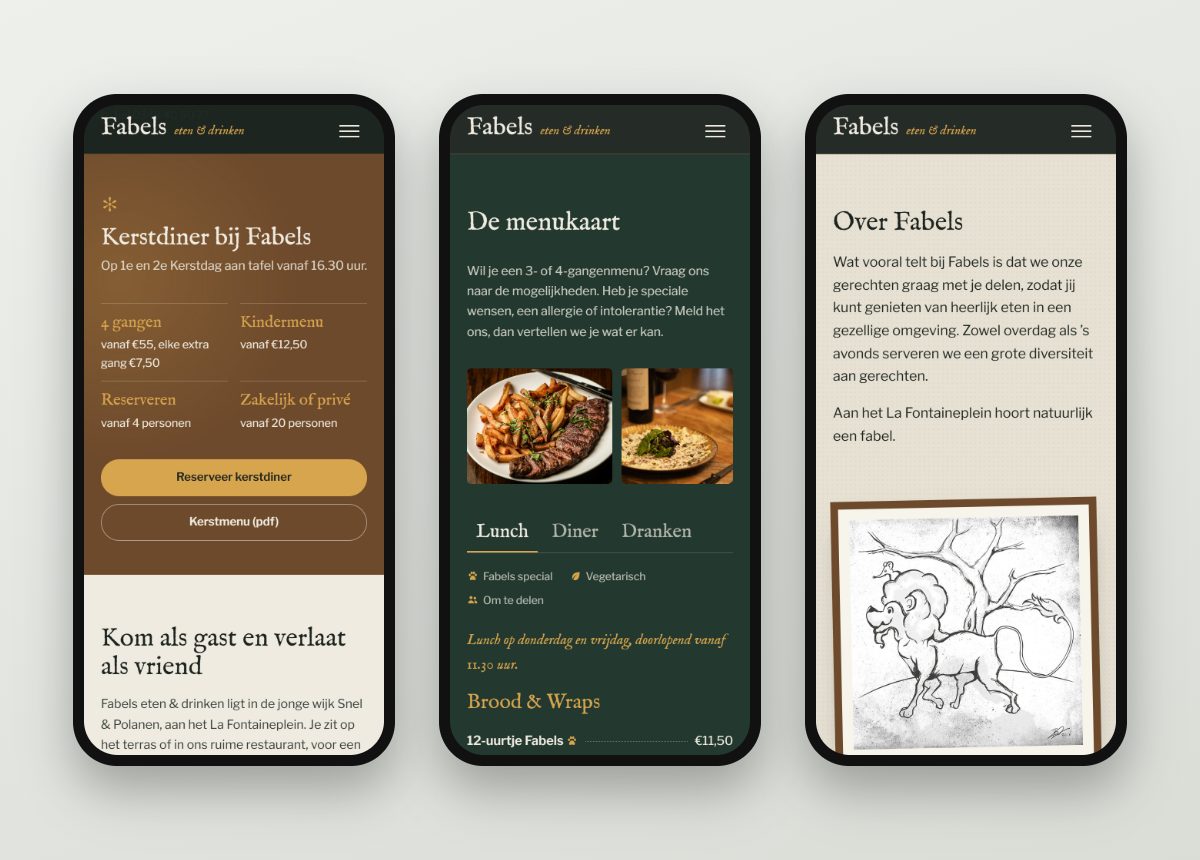 Fabels eten & drinken
Kerstdiner bij Fabels
Op 1e en 2e Kerstdag aan tafel vanaf 16.30 uur.
4 gangen
vanaf €55, elke extra
gang €7,50
Kindermenu
vanaf €12,50
Reserveren
vanaf 4 personen
Zakelijk of privé
vanaf 20 personen
Reserveer kerstdiner
Kerstmenu (pdf)
Kom als gast en verlaat
als vriend
Fabels eten & drinken ligt in de jonge wijk Snel
& Polanen, aan het La Fontaineplein. Je zit op
het terras of in ons ruime restaurant, voor een
Fabels eten & drinken
De menukaart
Wil je een 3- of 4-gangenmenu? Vraag ons
naar de mogelijkheden. Heb je speciale
wensen, een allergie of intolerantie? Meld het
ons, dan vertellen we je wat er kan.
Lunch Diner Dranken
Fabels special Vegetarisch
Om te delen
Lunch op donderdag en vrijdag, doorlopend vanaf
11.30 uur.
Brood & Wraps
12-uurtje Fabels €11,50
Fabels eten & drinken
Over Fabels
Wat vooral telt bij Fabels is dat we onze
gerechten graag met je delen, zodat jij
kunt genieten van heerlijk eten in een
gezellige omgeving. Zowel overdag als ’s
avonds serveren we een grote diversiteit
aan gerechten.
Aan het La Fontaineplein hoort natuurlijk
een fabel.